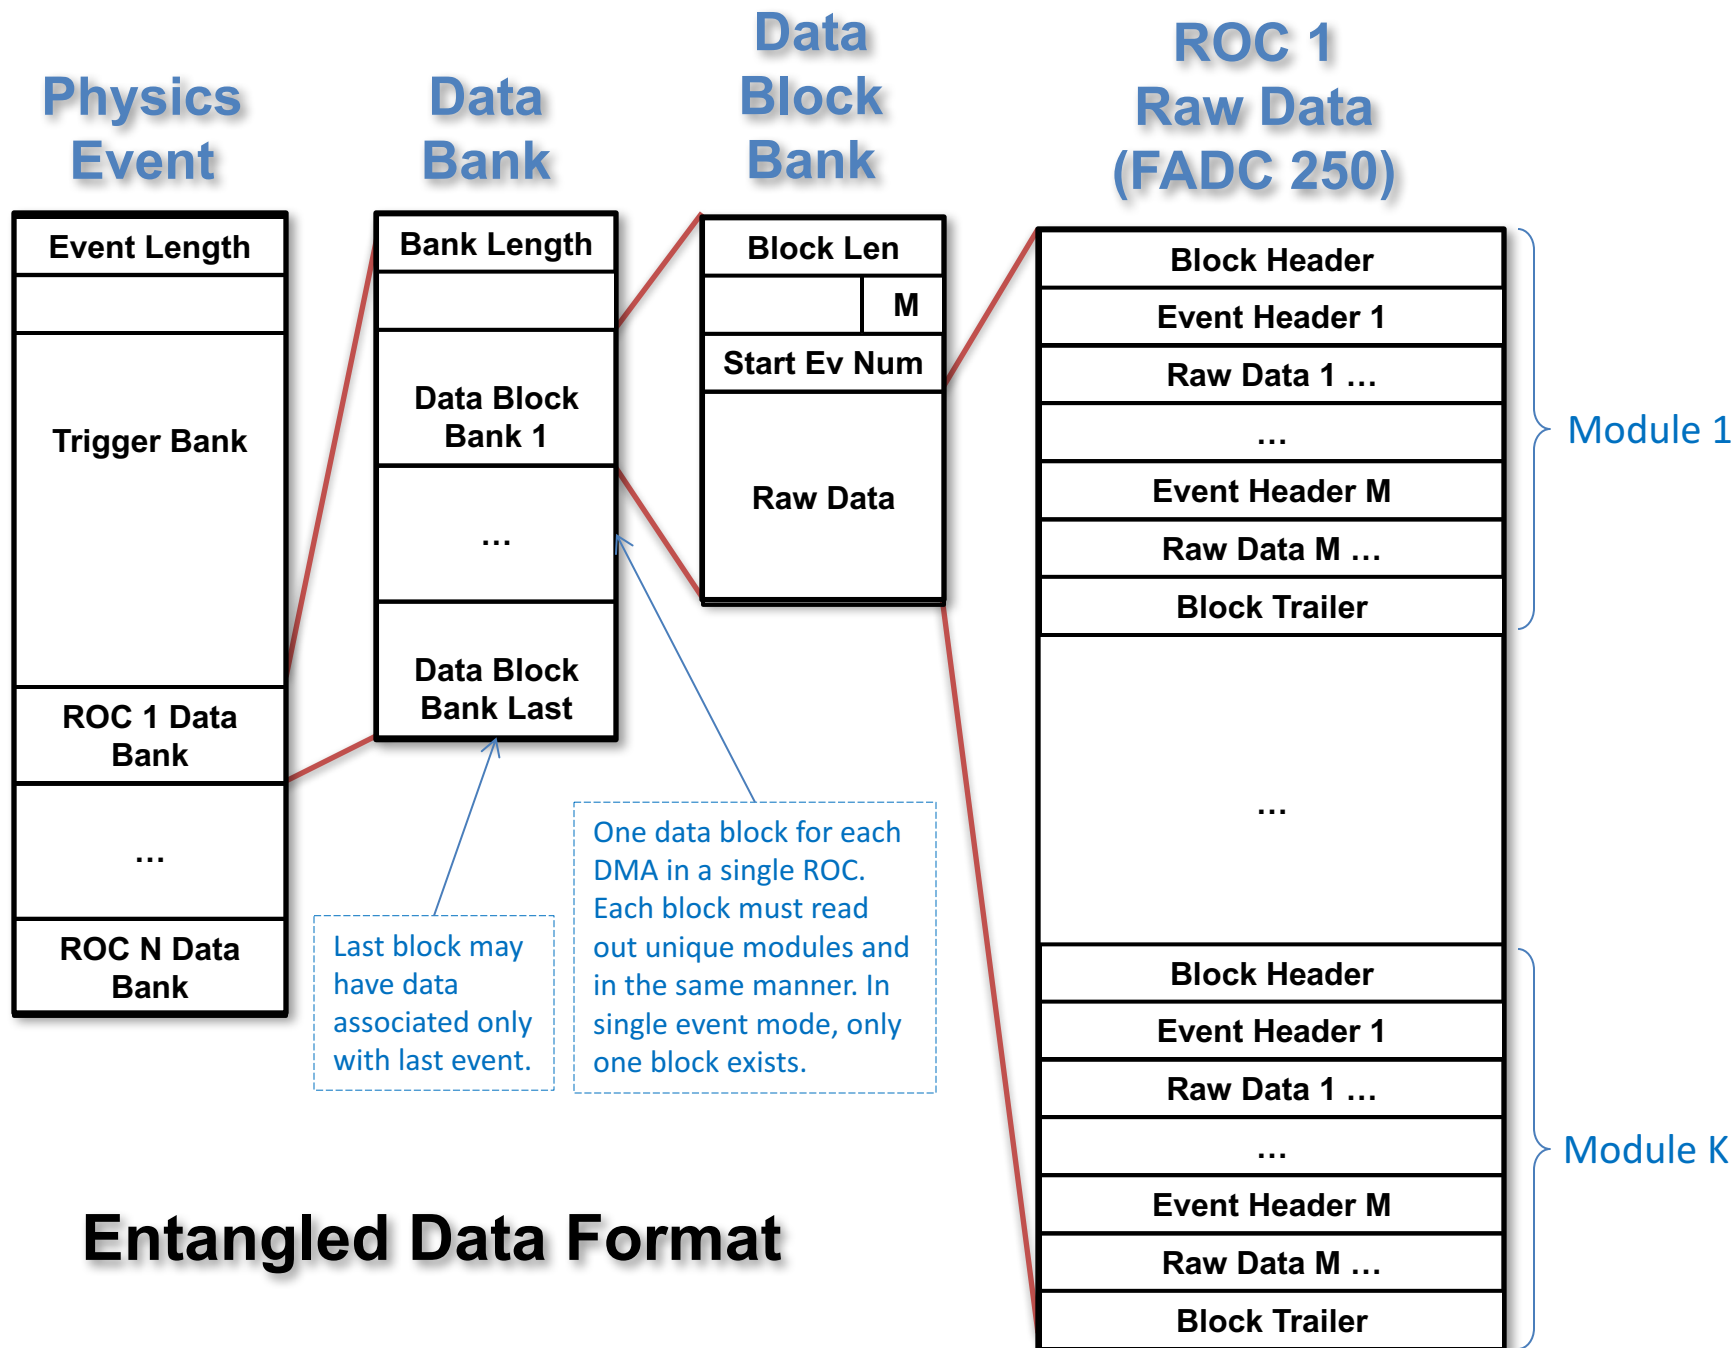 Physics
Event
Event Length
Trigger Bank
ROC 1 Data
Bank
…
ROC N Data
Bank
Data
Bank
Bank Length
Data Block
Bank 1
…
Data Block
Bank Last
Last block may
have data
associated only
with last event.
One data block for each
DMA in a single ROC.
Each block must read
out unique modules and
in the same manner. In
single event mode, only
one block exists.
Data
Block
Bank
Block Len
M
Start Ev Num
Raw Data
ROC 1
Raw Data
(FADC 250)
Block Header
Event Header 1
Raw Data 1 …
…
Event Header M
Raw Data M …
Block Trailer
Module 1
…
Block Header
Event Header 1
Raw Data 1 …
…
Event Header M
Raw Data M …
Block Trailer
Module K
Entangled Data Format